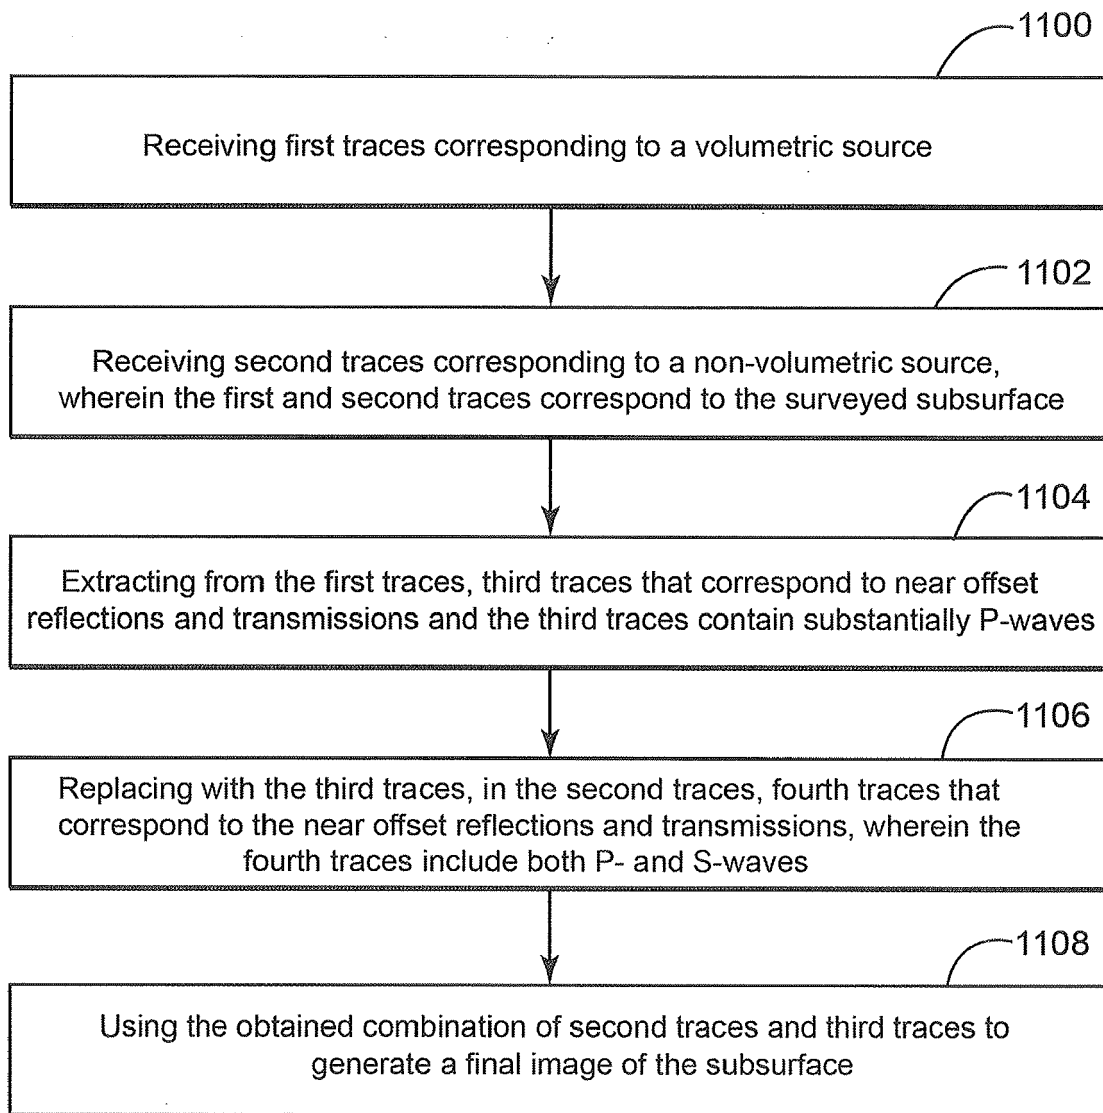 1100
Receiving first traces corresponding to a volumetric source
1102
Receiving second traces corresponding to a non-volumetric source,
wherein the first and second traces correspond to the surveyed subsurface
1104
Extracting from the first traces, third traces that correspond to near offset
reflections and transmissions and the third traces contain substantially P-waves
1106
Replacing with the third traces, in the second traces, fourth traces that
correspond to the near offset reflections and transmissions, wherein the
fourth traces include both P- and S-waves
1108
Using the obtained combination of second traces and third traces to
generate a final image of the subsurface